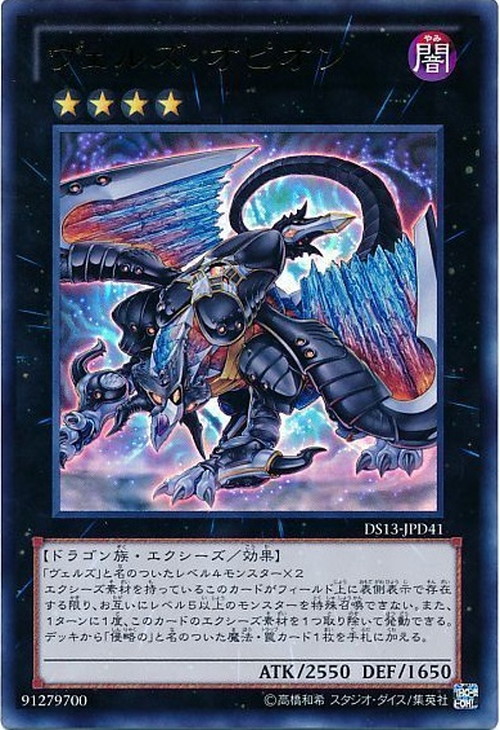 ヴェルズ・オピオン
やみ
闇
DS13-JPD41
【ドラゴン族・エクシーズ／効果】
「ヴェルズ」と名のついたレベル４モンスター×２
エクシーズ素材を持っているこのカードがフィールド上に表側表示で存在
する限り、お互いにレベル５以上のモンスターを特殊召喚できない。また、
１ターンに１度、このカードのエクシーズ素材を１つ取り除いて発動できる。
デッキから「侵略の」と名のついた魔法・罠カード１枚を手札に加える。
ATK/2550 DEF/1650
91279700
©高橋和希 スタジオ・ダイス/集英社